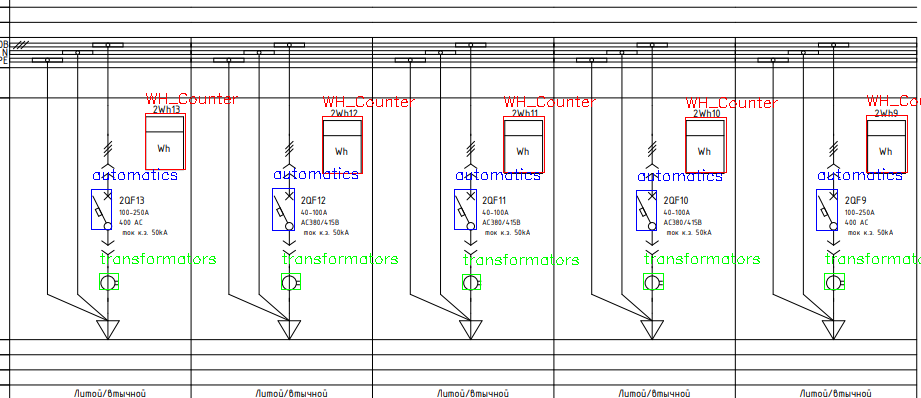 0В
N
PE
WH_Counter WH_Counter WH_Counter WH_Counter WH_Co
2Wh13 2Wh12 2Wh11 2Wh10 2Wh9
Wh Wh Wh Wh Wh
automatics automatics automatics automatics automatics
2QF13 2QF12 2QF11 2QF10 2QF9
100-250A 40-100A 40-100A 40-100A 100-250A
400 AC AC380/415В AC380/415В AC380/415В 400 AC
ток к.з. 50kA ток к.з. 50kA ток к.з. 50kA ток к.з. 50kA ток к.з. 50kA
transformators transformators transformators transformators transformat
Литой/втычной Литой/втычной Литой/втычной Литой/втычной Литой/втычной